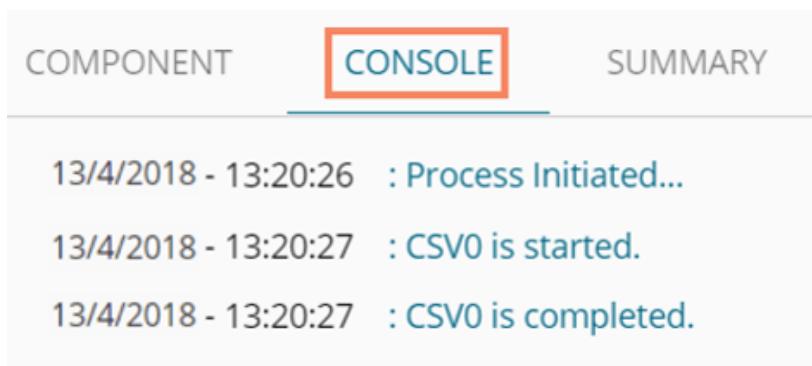 COMPONENT CONSOLE SUMMARY
13/4/2018 - 13:20:26 : Process Initiated...
13/4/2018 - 13:20:27 : CSV0 is started.
13/4/2018 - 13:20:27 : CSV0 is completed.